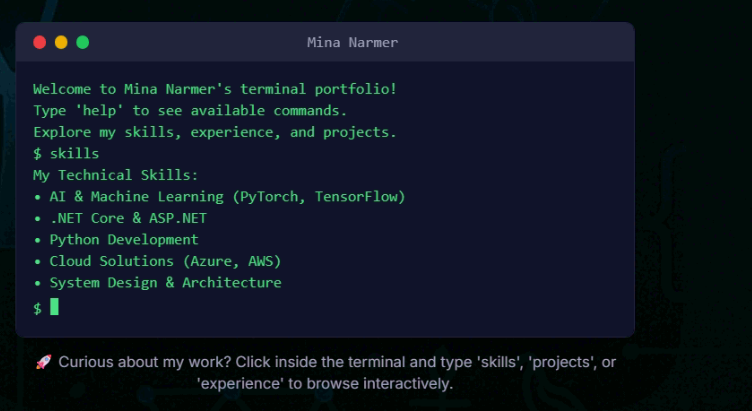 Mina Narmer
Welcome to Mina Narmer's terminal portfolio!
Type 'help' to see available commands.
Explore my skills, experience, and projects.
$ skills
My Technical Skills:
• AI & Machine Learning (PyTorch, TensorFlow)
• .NET Core & ASP.NET
• Python Development
• Cloud Solutions (Azure, AWS)
• System Design & Architecture
$
🚀 Curious about my work? Click inside the terminal and type 'skills', 'projects', or
'experience' to browse interactively.